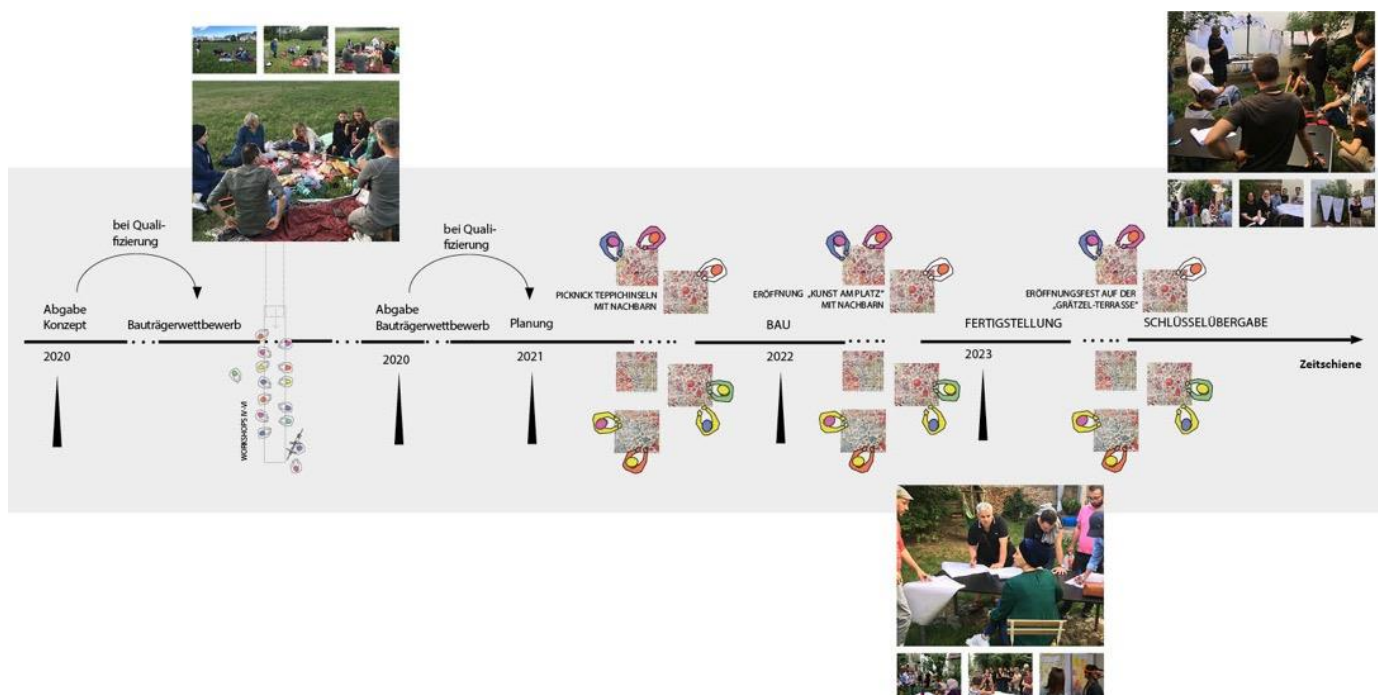 bei Quali-
fizierung
Abgabe
Konzept
Bauträgerwettbewerb
2020
WORKSHOPS IV-VI
bei Quali-
fizierung
Abgabe
Bauträgerwettbewerb
2020
Planung
2021
PICKNICK TEPPICHINSELN
MIT NACHBARN
ERÖFFNUNG „KUNST AM PLATZ"
MIT NACHBARN
BAU
2022
FERTIGSTELLUNG
2023
ERÖFFNUNGSFEST AUF DER
„GRÄTZEL-TERRASSE"
SCHLÜSSELÜBERGABE
Zeitschiene